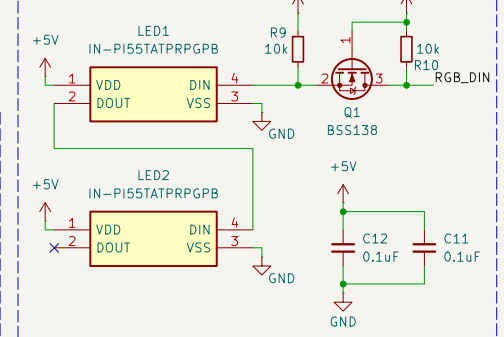 LED1
IN-PI55TATPRPGPB
+5V
1 VDD DIN 4
2 DOUT VSS 3
GND
R9
10k
1
2 3
Q1
BSS138
10k
R10
RGB_DIN
LED2
IN-PI55TATPRPGPB
+5V
1 VDD DIN 4
2 DOUT VSS 3
GND
+5V
C12
0.1uF
C11
0.1uF
GND